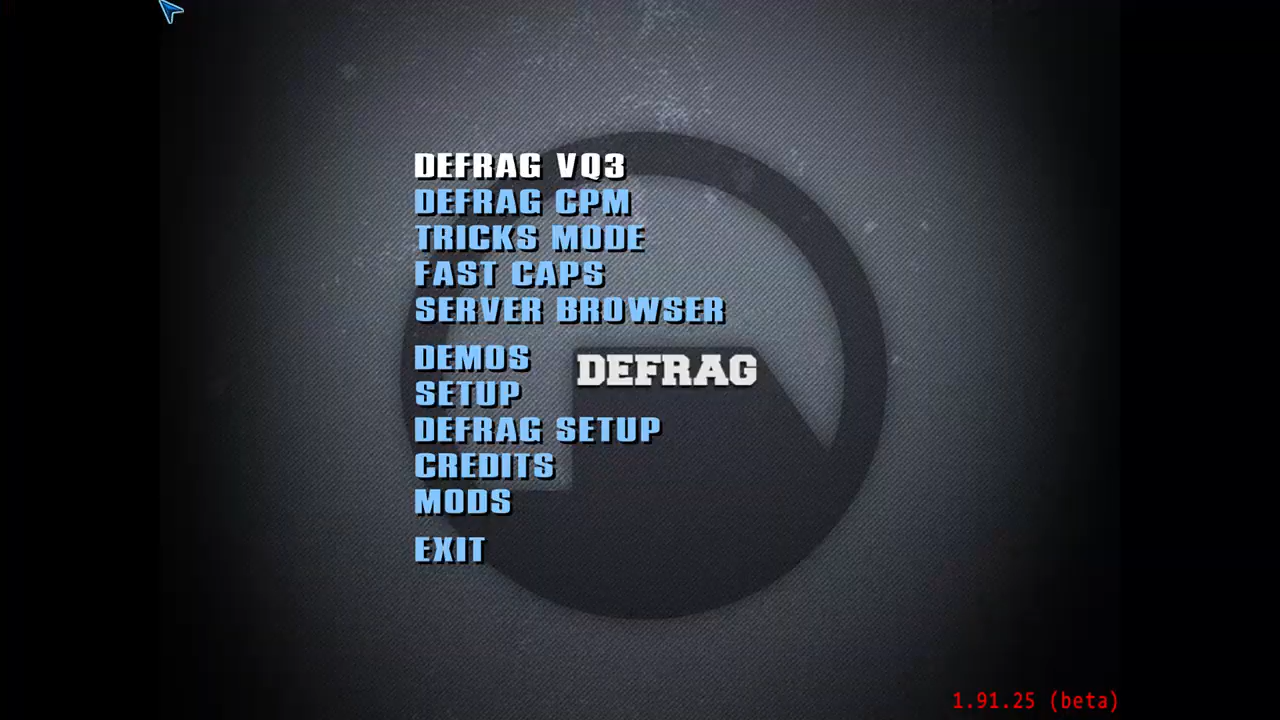 DEFRAG VQ3
DEFRAG CPM
TRICKS MODE
FAST CAPS
SERVER BROWSER
DEMOS
DEFRAG
SETUP
DEFRAG SETUP
CREDITS
MODS
EXIT
1.91.25 (beta)